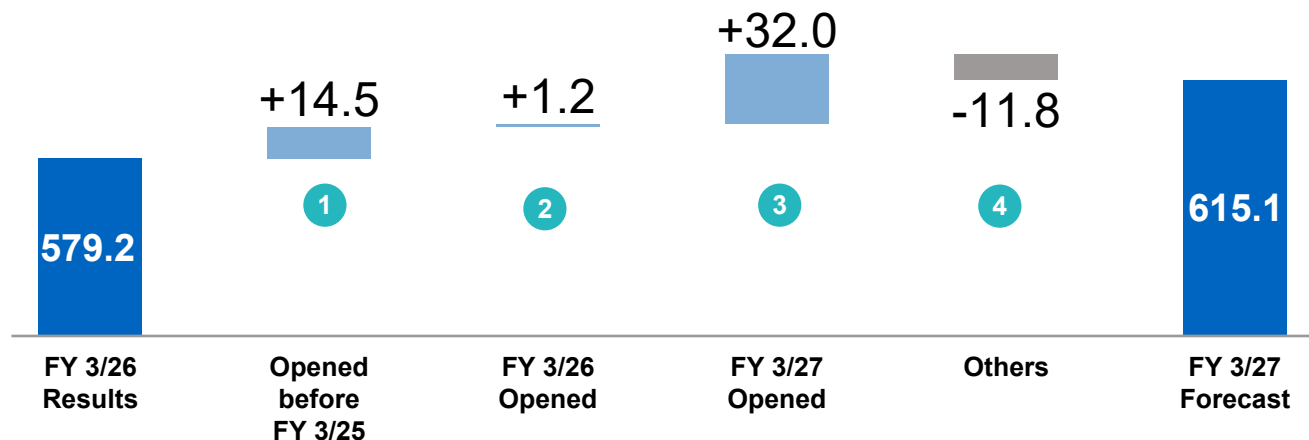 +14.5
+1.2
+32.0
-11.8
579.2
1
2
3
4
615.1
FY 3/26
Results
Opened
before
FY 3/25
FY 3/26
Opened
FY 3/27
Opened
Others
FY 3/27
Forecast